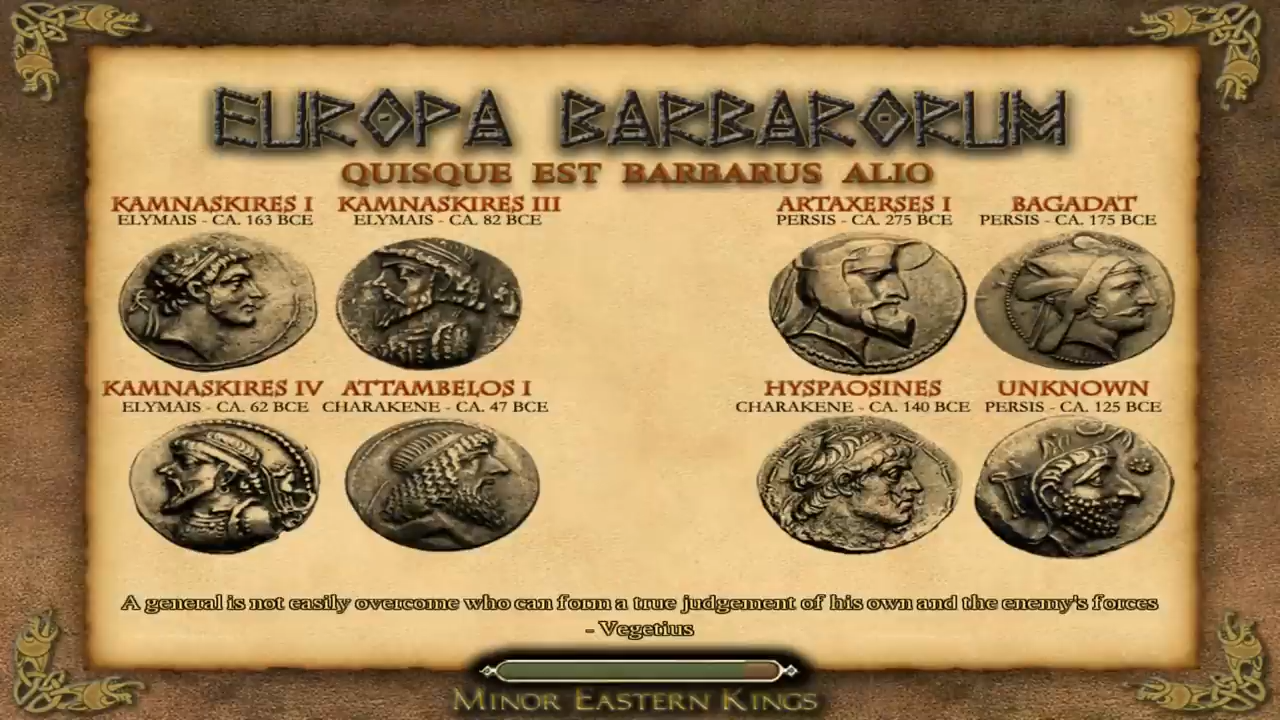 EUROPA BARBARORUM
QUISQUE EST BARBARUS ALIO
KAMNASKIRES I
ELYMAIS - CA. 163 BCE
KAMNASKIRES III
ELYMAIS - CA. 82 BCE
ARTAXERSES I
PERSIS - CA. 275 BCE
BAGADAT
PERSIS - CA. 175 BCE
KAMNASKIRES IV
ELYMAIS - CA. 62 BCE
ATTAMBELOS I
CHARAKENE - CA. 47 BCE
HYSPAOSINES
CHARAKENE - CA. 140 BCE
UNKNOWN
PERSIS - CA. 125 BCE
A general is not easily overcome who can form a true judgement of his own and the enemy's forces
- Vegetius
MINOR EASTERN KINGS